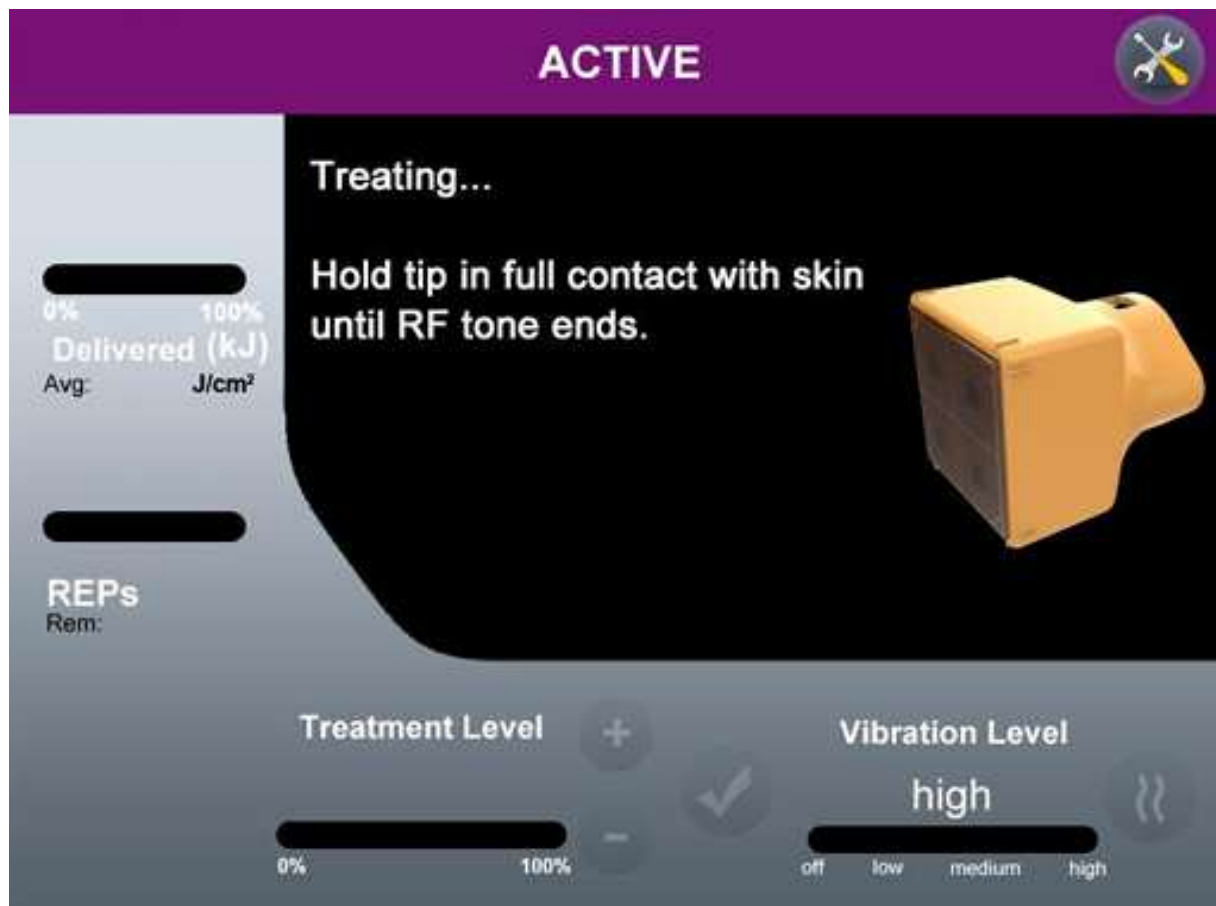 ACTIVE
Treating...
Hold tip in full contact with skin
until RF tone ends.
0% 100%
Delivered (kJ)
Avg: J/cm²
REPs
Rem:
Treatment Level
+
-
0% 100%
Vibration Level
high
off low medium high